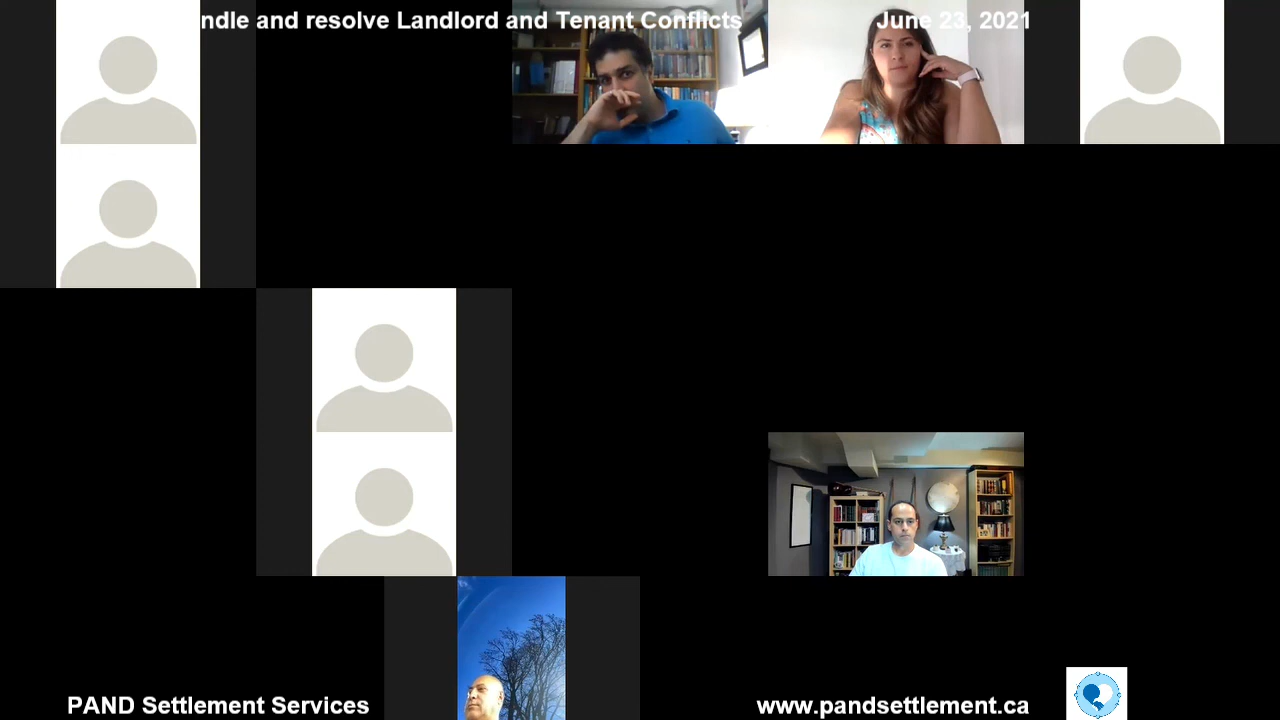 ndle and resolve Landlord and Tenant Conflicts
June 23, 2021
PAND Settlement Services
www.pandsettlement.ca